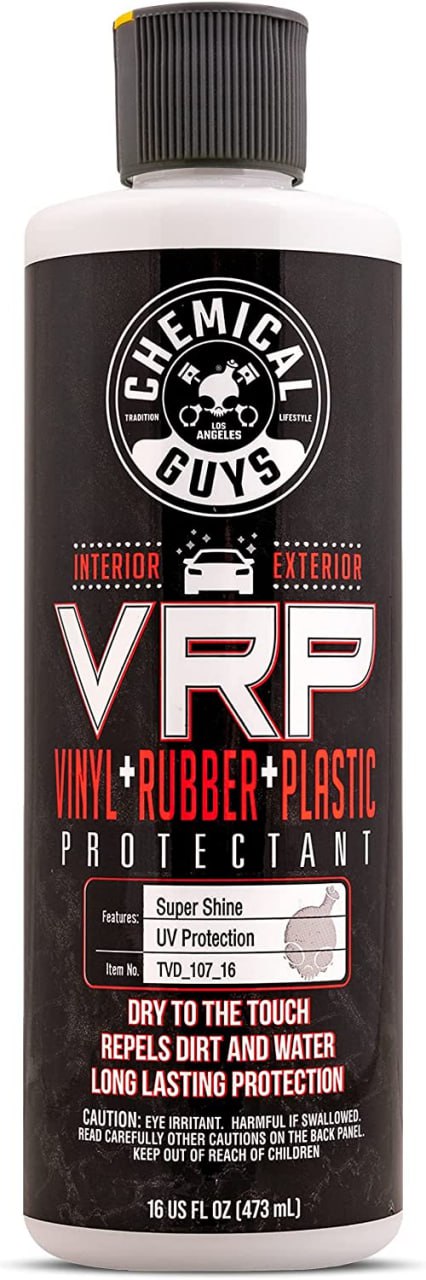 CHEMICAL
TRADITION
LOS
ANGELES
LIFESTYLE
GUYS
INTERIOR EXTERIOR
VRP
VINYL+RUBBER+PLASTIC
PROTECTANT
Features: Super Shine
UV Protection
Item No. TVD_107_16
DRY TO THE TOUCH
REPELS DIRT AND WATER
LONG LASTING PROTECTION
CAUTION: EYE IRRITANT. HARMFUL IF SWALLOWED.
READ CAREFULLY OTHER CAUTIONS ON THE BACK PANEL.
KEEP OUT OF REACH OF CHILDREN
16 US FL OZ (473 mL)